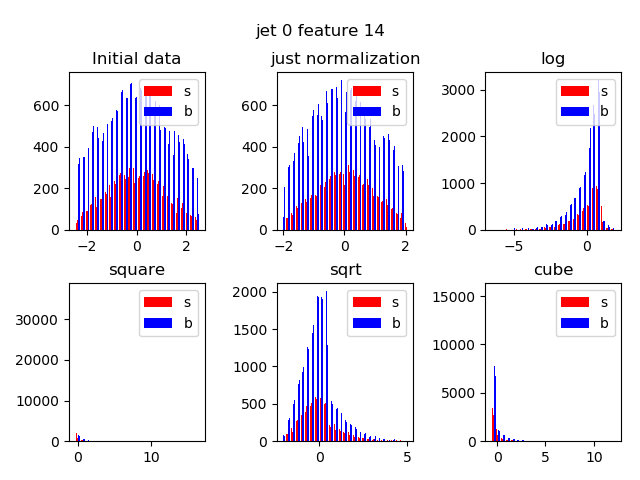 jet 0 feature 14
Initial data
just normalization
log
600
400
200
0
−2
0
2
s
b
600
400
200
0
−2
0
2
s
b
3000
2000
1000
0
−5
0
s
b
square
sqrt
cube
30000
20000
10000
0
0
10
s
b
2000
1500
1000
500
0
0
5
s
b
15000
10000
5000
0
0
5
10
s
b